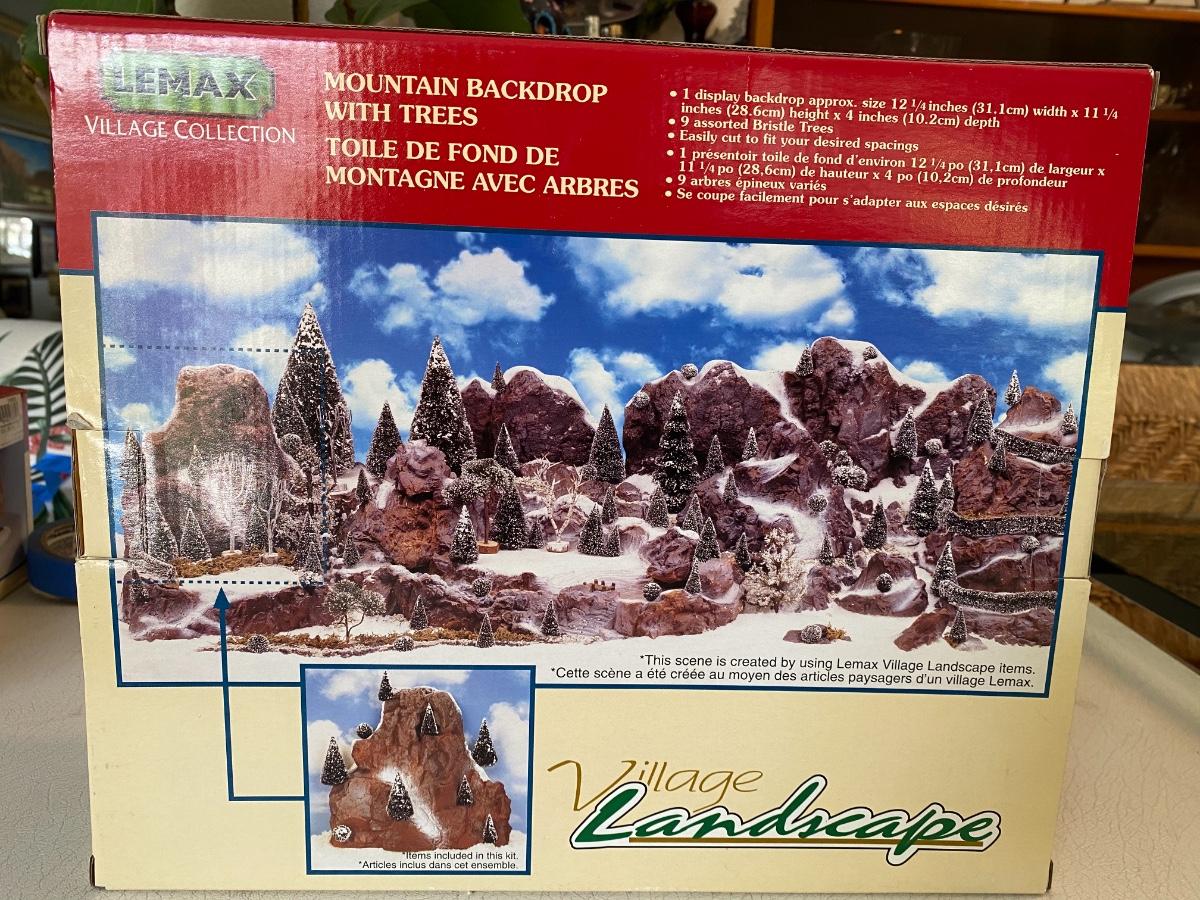 LEMAX
VILLAGE COLLECTION
MOUNTAIN BACKDROP
WITH TREES
TOILE DE FOND DE
MONTAGNE AVEC ARBRES
• 1 display backdrop approx. size 12 1/4 inches (31.1cm) width x 11 1/4
inches (28.6cm) height x 4 inches (10.2cm) depth
• 9 assorted Bristle Trees
• Easily cut to fit your desired spacings
• 1 présentoir toile de fond d'environ 12 1/4 po (31,1cm) de largeur x
11 1/4 po (28,6cm) de hauteur x 4 po (10,2cm) de profondeur
• 9 arbres épineux variés
• Se coupe facilement pour s'adapter aux espaces désirés
*This scene is created by using Lemax Village Landscape items.
*Cette scène a été créée au moyen des articles paysagers d'un village Lemax.
*Items included in this kit.
*Articles inclus dans cet ensemble.
Village
Landscape